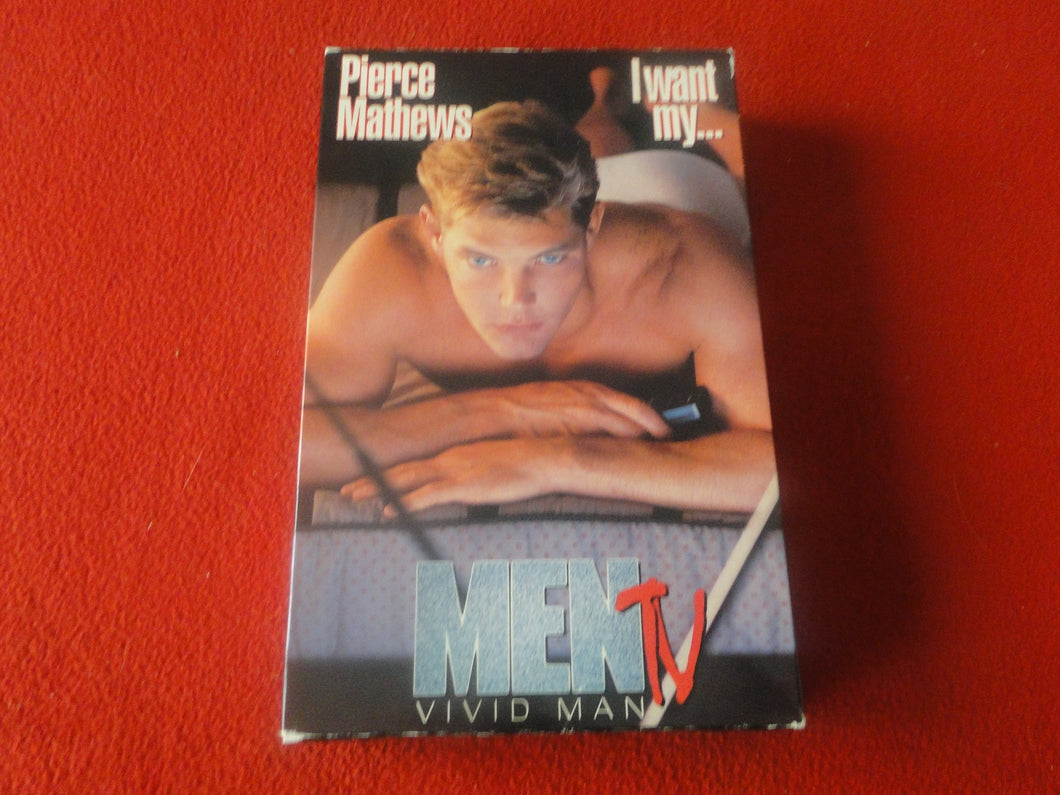 Pierce
Mathews
I want
my...
MEN
TV
VIVID MAN